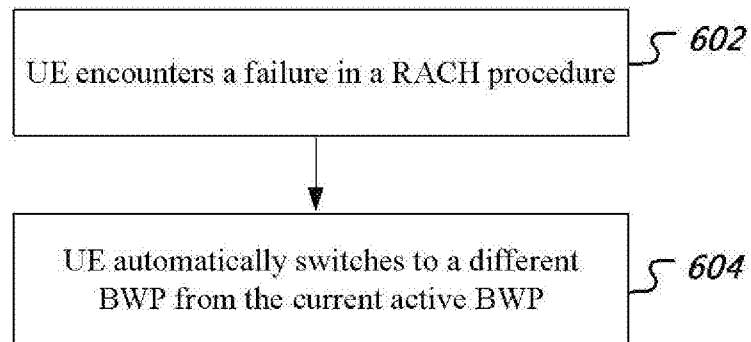 UE encounters a failure in a RACH procedure
602
UE automatically switches to a different
BWP from the current active BWP
604